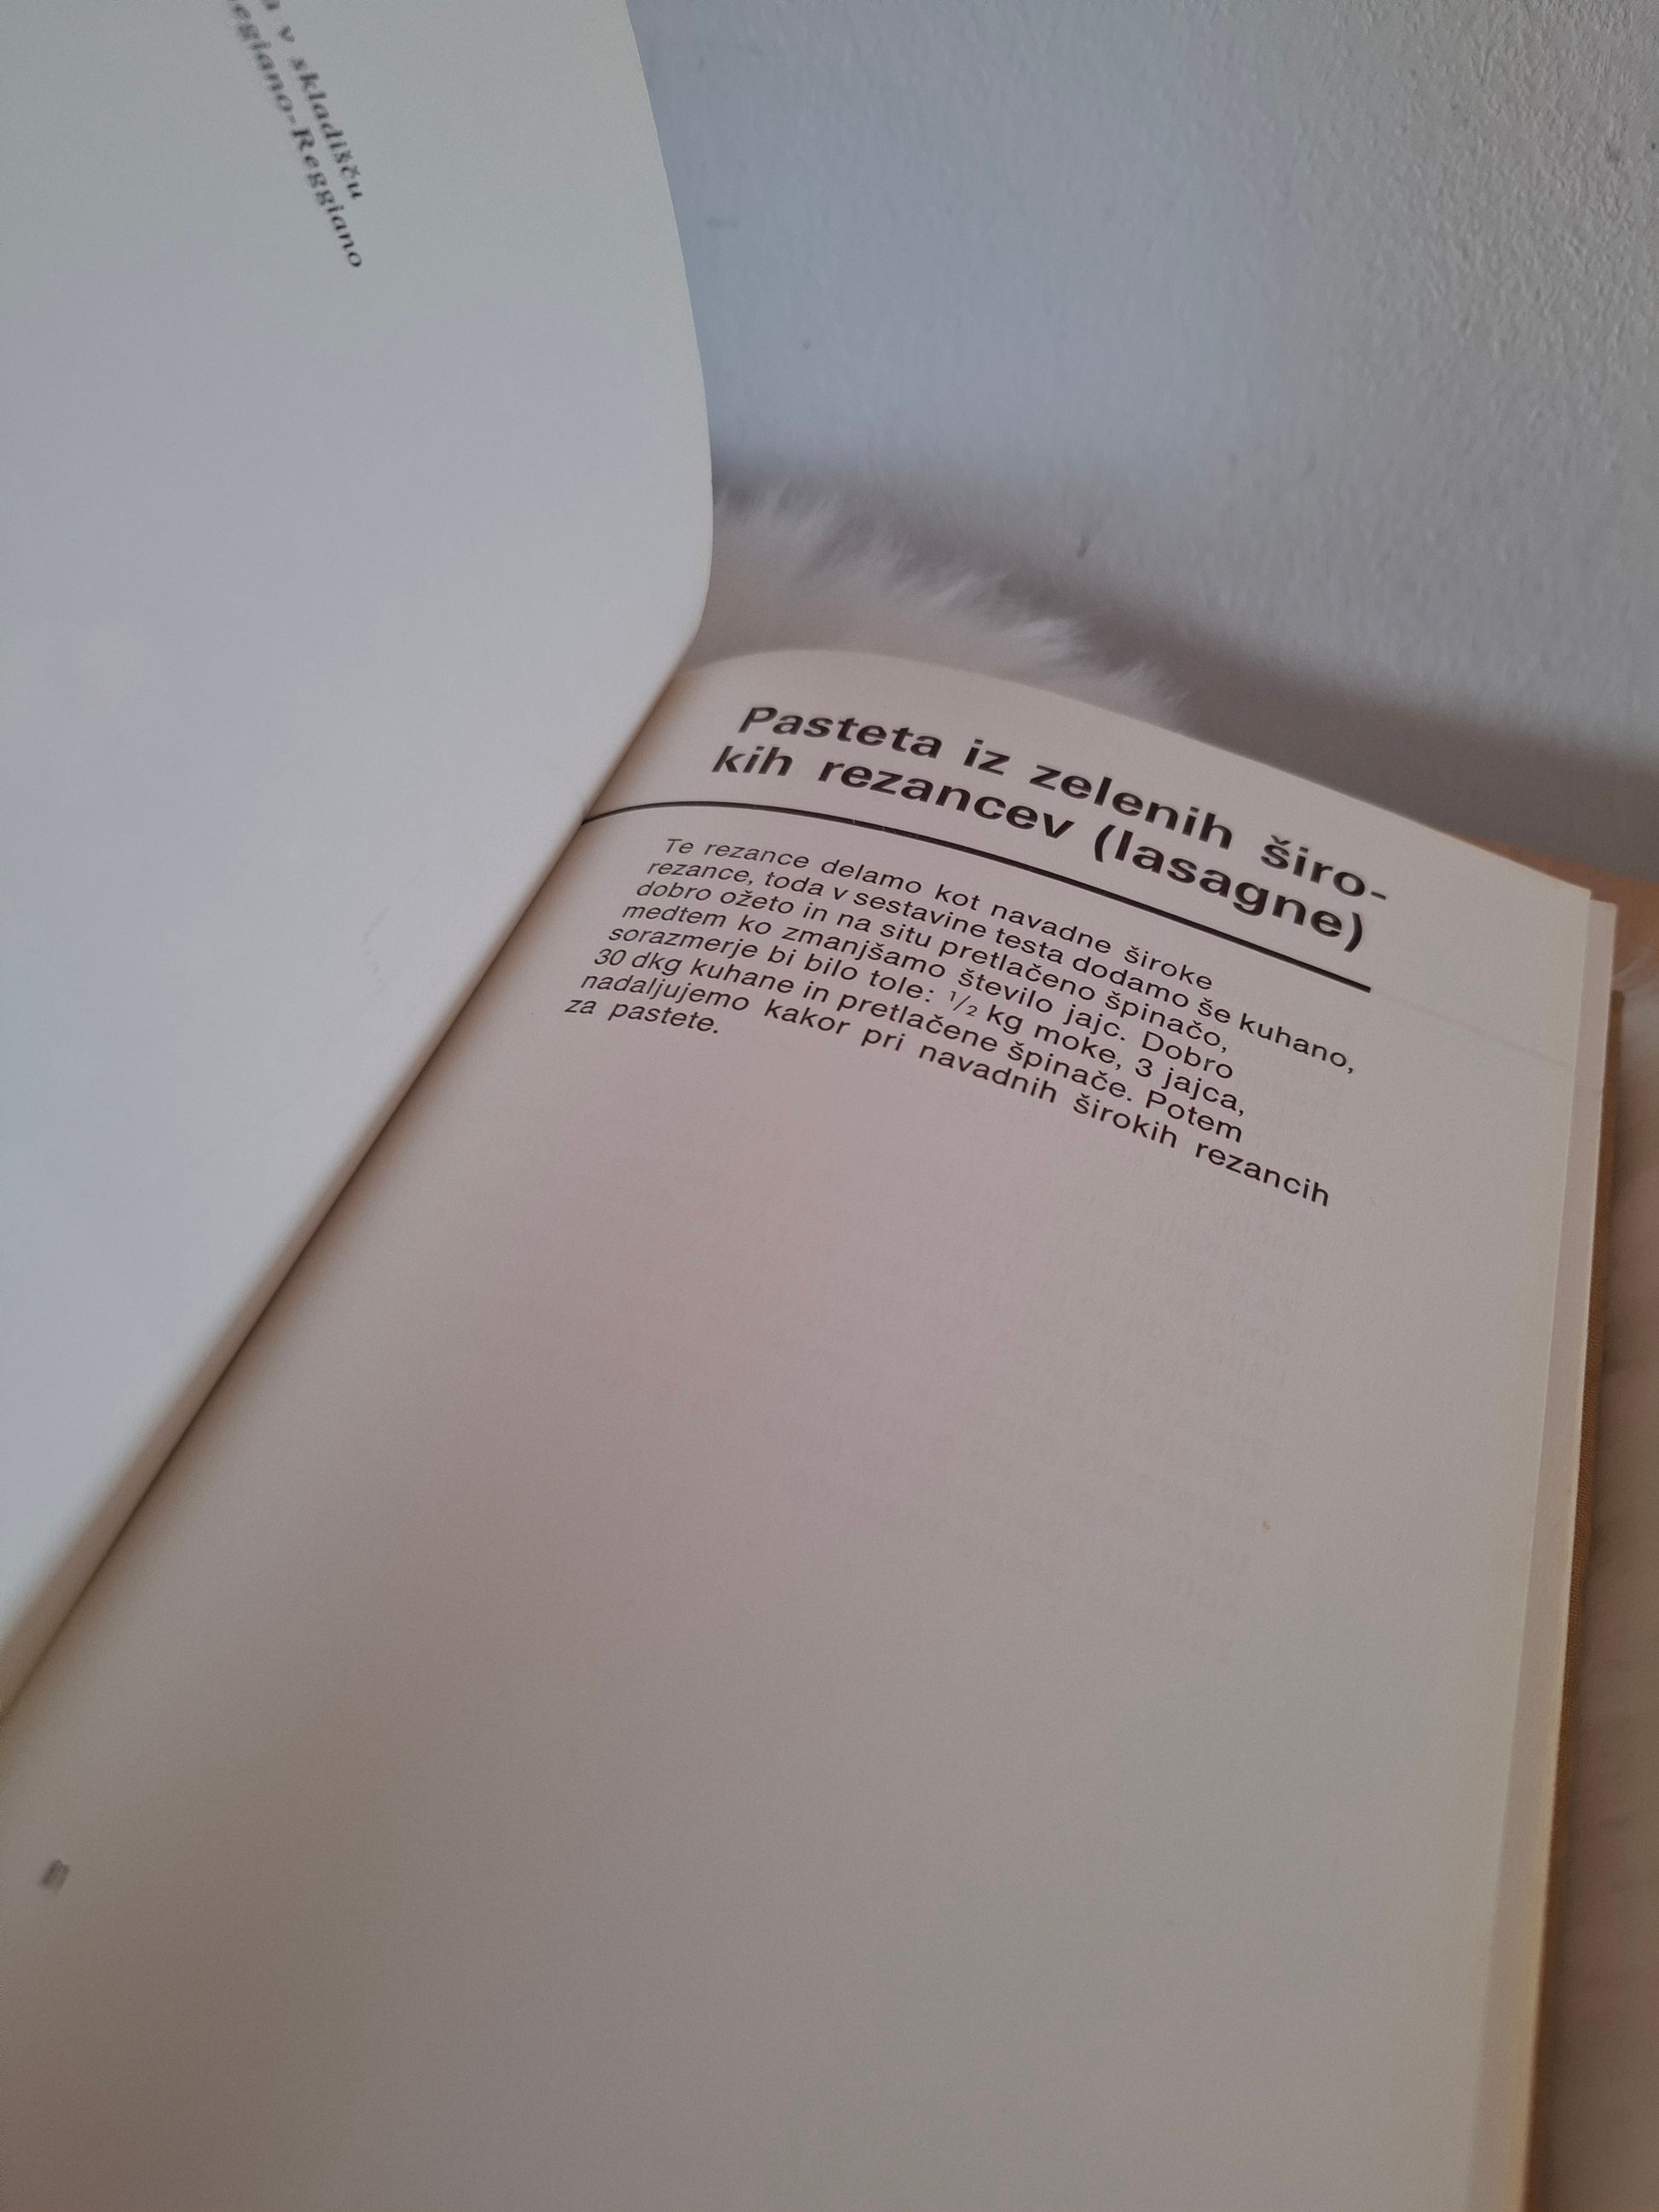 v skladišču
Reggiano
Pasteta iz zelenih širo-
kih rezancev (lasagne)
Te rezance delamo kot navadne široke
rezance, toda v sestavine testa dodamo še kuhano,
dobro ožeto in na situ pretlačeno špinačo,
medtem ko zmanjšamo število jajc. Dobro
sorazmerje bi bilo tole: 1/2 kg moke, 3 jajca,
30 dkg kuhane in pretlačene špinače. Potem
nadaljujemo kakor pri navadnih širokih rezancih
za pastete.